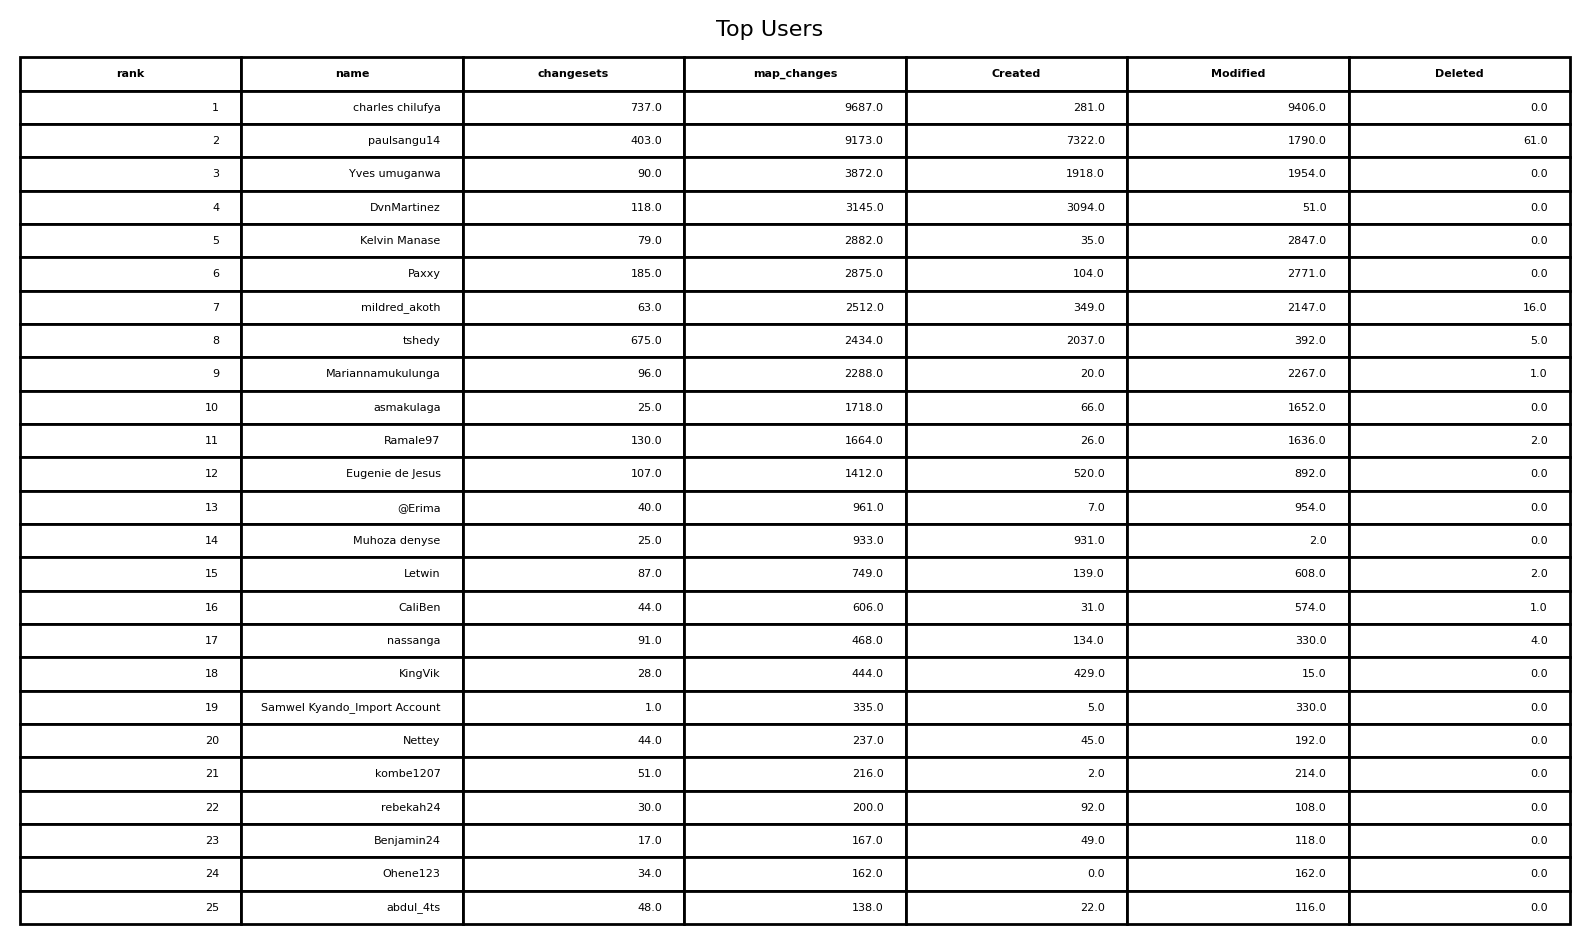 Top Users
rank name changesets map_changes Created Modified Deleted
1 charles chilufya 737.0 9687.0 281.0 9406.0 0.0
2 paulsangu14 403.0 9173.0 7322.0 1790.0 61.0
3 Yves umuganwa 90.0 3872.0 1918.0 1954.0 0.0
4 DvnMartinez 118.0 3145.0 3094.0 51.0 0.0
5 Kelvin Manase 79.0 2882.0 35.0 2847.0 0.0
6 Paxxy 185.0 2875.0 104.0 2771.0 0.0
7 mildred_akoth 63.0 2512.0 349.0 2147.0 16.0
8 tshedy 675.0 2434.0 2037.0 392.0 5.0
9 Mariannamukulunga 96.0 2288.0 20.0 2267.0 1.0
10 asmakulaga 25.0 1718.0 66.0 1652.0 0.0
11 Ramale97 130.0 1664.0 26.0 1636.0 2.0
12 Eugenie de Jesus 107.0 1412.0 520.0 892.0 0.0
13 @Erima 40.0 961.0 7.0 954.0 0.0
14 Muhoza denyse 25.0 933.0 931.0 2.0 0.0
15 Letwin 87.0 749.0 139.0 608.0 2.0
16 CaliBen 44.0 606.0 31.0 574.0 1.0
17 nassanga 91.0 468.0 134.0 330.0 4.0
18 KingVik 28.0 444.0 429.0 15.0 0.0
19 Samwel Kyando_Import Account 1.0 335.0 5.0 330.0 0.0
20 Nettey 44.0 237.0 45.0 192.0 0.0
21 kombe1207 51.0 216.0 2.0 214.0 0.0
22 rebekah24 30.0 200.0 92.0 108.0 0.0
23 Benjamin24 17.0 167.0 49.0 118.0 0.0
24 Ohene123 34.0 162.0 0.0 162.0 0.0
25 abdul_4ts 48.0 138.0 22.0 116.0 0.0